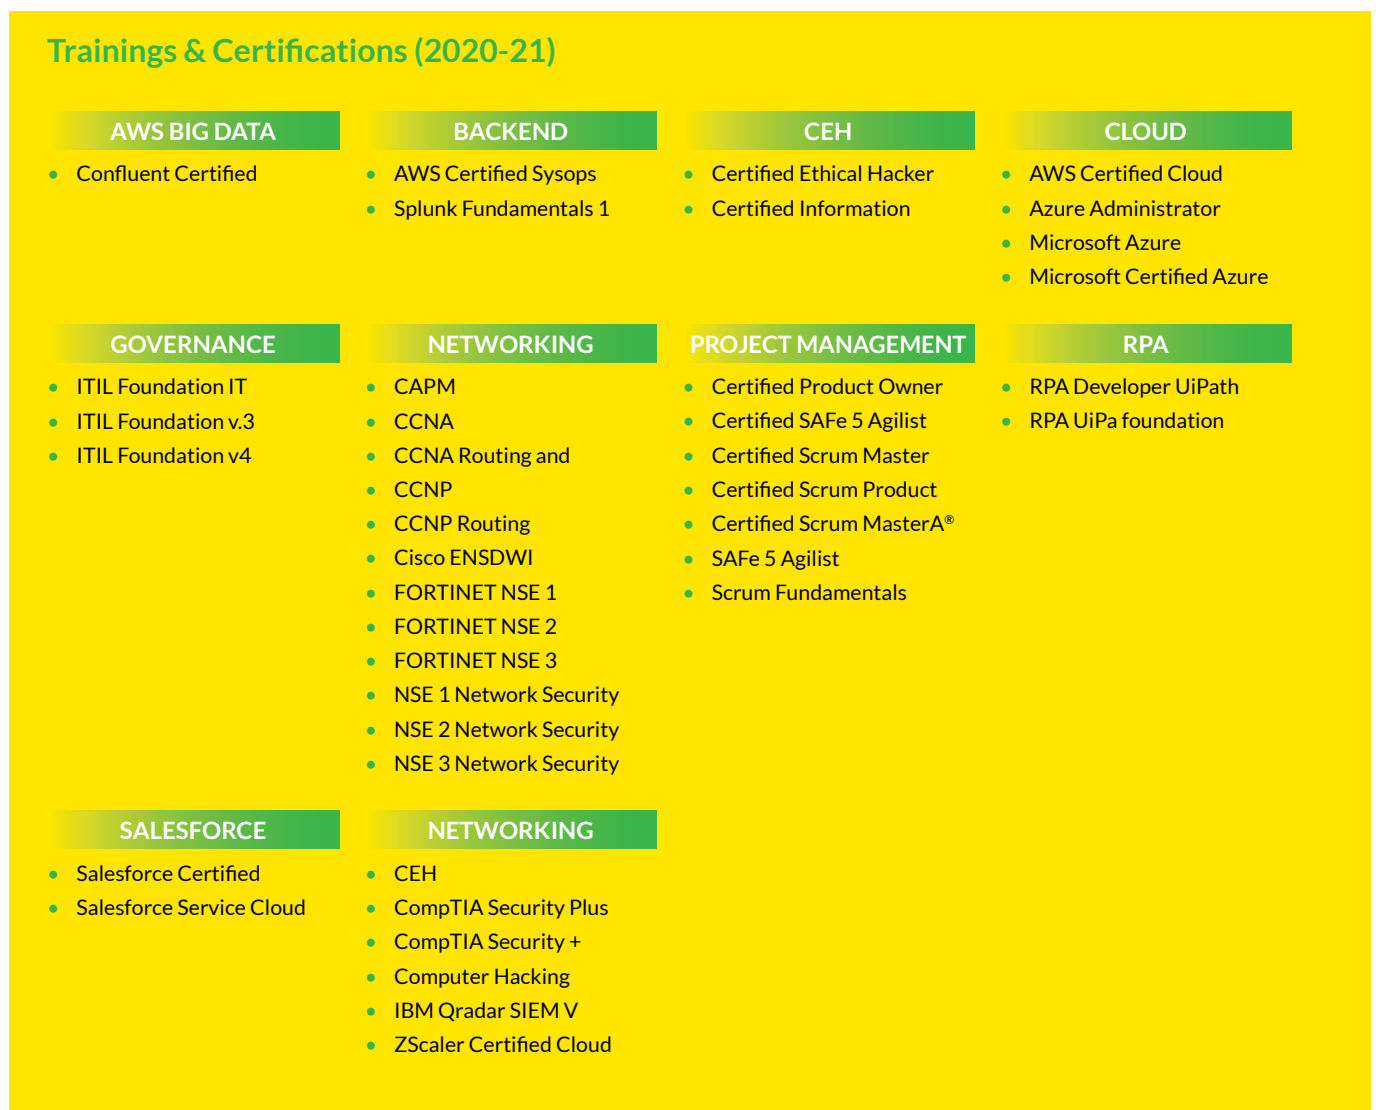 Trainings & Certifications (2020-21)
AWS BIG DATA
• Confluent Certified
BACKEND
• AWS Certified Sysops
• Splunk Fundamentals 1
CEH
• Certified Ethical Hacker
• Certified Information
CLOUD
• AWS Certified Cloud
• Azure Administrator
• Microsoft Azure
• Microsoft Certified Azure
GOVERNANCE
• ITIL Foundation IT
• ITIL Foundation v.3
• ITIL Foundation v4
NETWORKING
• CAPM
• CCNA
• CCNA Routing and
• CCNP
• CCNP Routing
• Cisco ENSDWI
• FORTINET NSE 1
• FORTINET NSE 2
• FORTINET NSE 3
• NSE 1 Network Security
• NSE 2 Network Security
• NSE 3 Network Security
PROJECT MANAGEMENT
• Certified Product Owner
• Certified SAFe 5 Agilist
• Certified Scrum Master
• Certified Scrum Product
• Certified Scrum MasterA®
• SAFe 5 Agilist
• Scrum Fundamentals
RPA
• RPA Developer UiPath
• RPA UiPa foundation
SALESFORCE
• Salesforce Certified
• Salesforce Service Cloud
NETWORKING
• CEH
• CompTIA Security Plus
• CompTIA Security +
• Computer Hacking
• IBM Qradar SIEM V
• ZScaler Certified Cloud